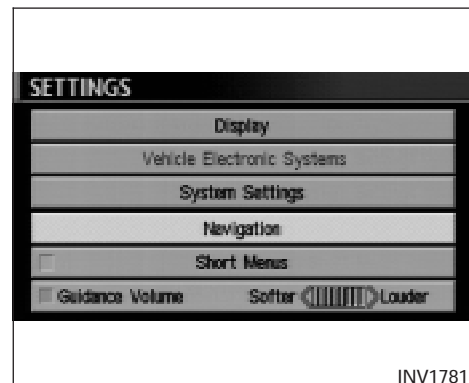 SETTINGS
Display
Vehicle Electronic Systems
System Settings
Navigation
Short Menus
Guidance Volume Softer Louder
INV1781